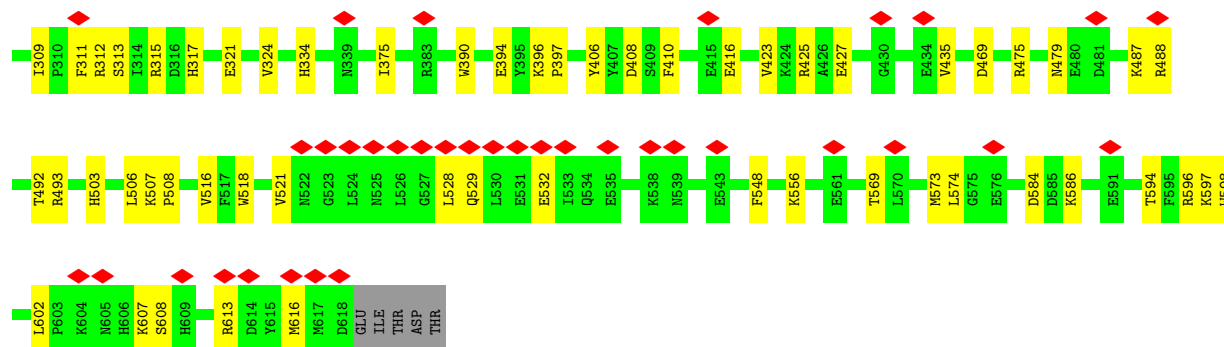 I309 P310 F311 R312 S313 I314 R315 D316 H317 E321 V324 H334 N339 I375 R383 W390 E394 Y395 K396 P397 Y406 Y407 D408 S409 F410 E415 E416 V423 K424 R425 A426 E427 G430 E434 V435 D469 R475 N479 E480 D481 K487 R488
T492 R493 H503 L506 K507 P508 V516 F517 W518 V521 N522 G523 L524 N525 L526 G527 L528 Q529 L530 E531 E532 I533 Q534 E535 K538 N539 E543 F548 K556 E561 T569 L570 M573 L574 G575 E576 D584 D585 K586 E591 T594 F595 R596 K597
L602 P603 K604 N605 H606 K607 S608 H609 R613 D614 Y615 M616 M617 D618 GLU ILE THR ASP THR